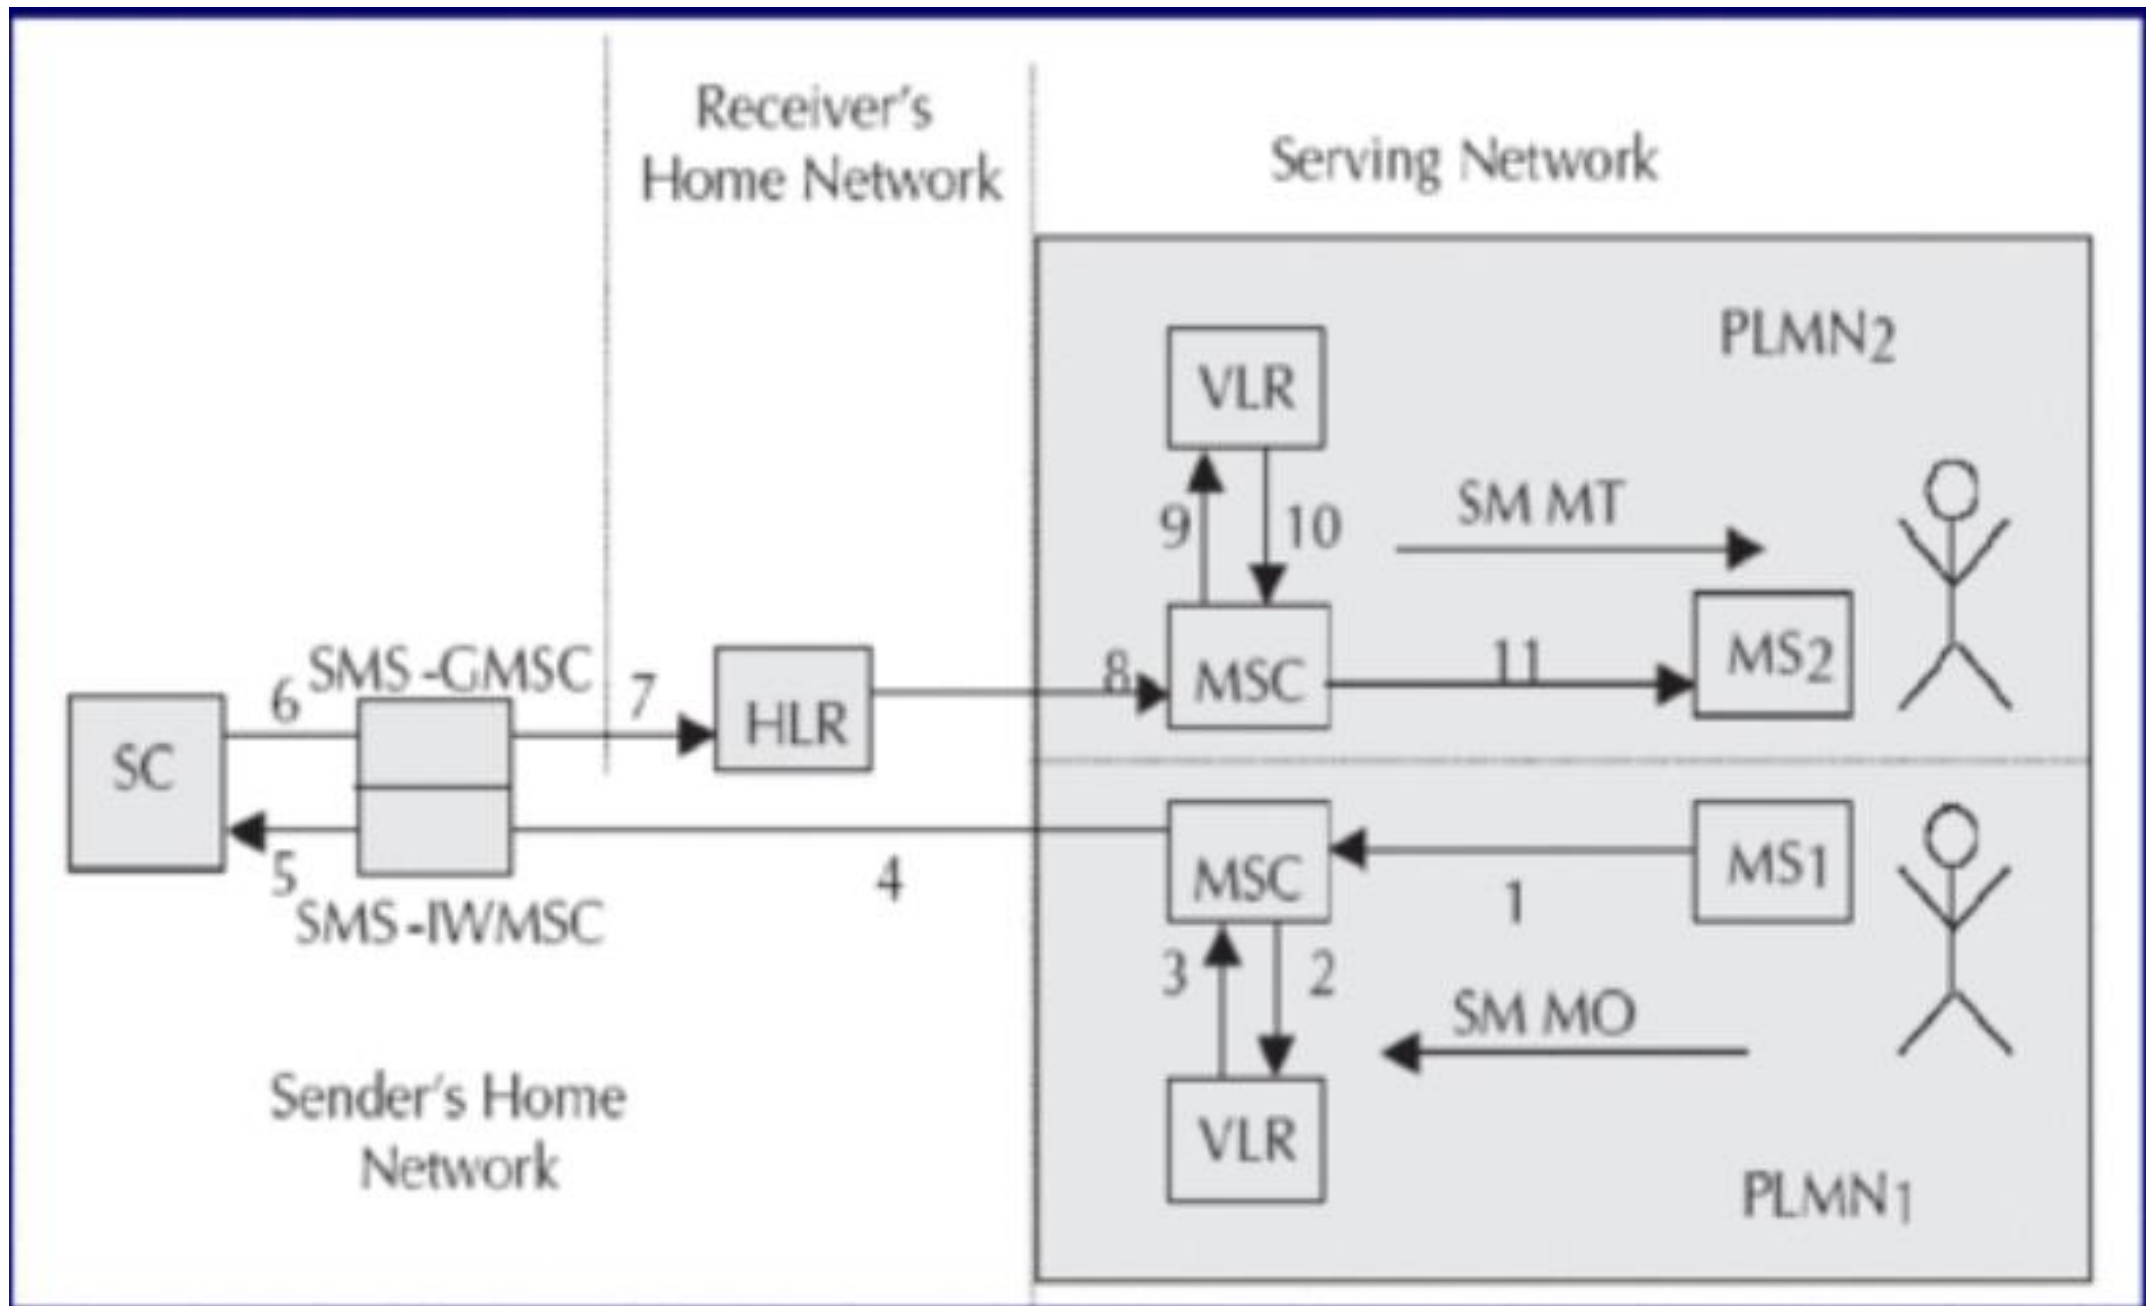 Receiver's
Home Network
Serving Network
PLMN2
VLR
9
10
SM MT
SMS-GMSC
6
7
HLR
8
MSC
11
MS2
SC
5
SMS-IWMSC
4
MSC
1
MS1
3
2
SM MO
Sender's Home
Network
VLR
PLMN1